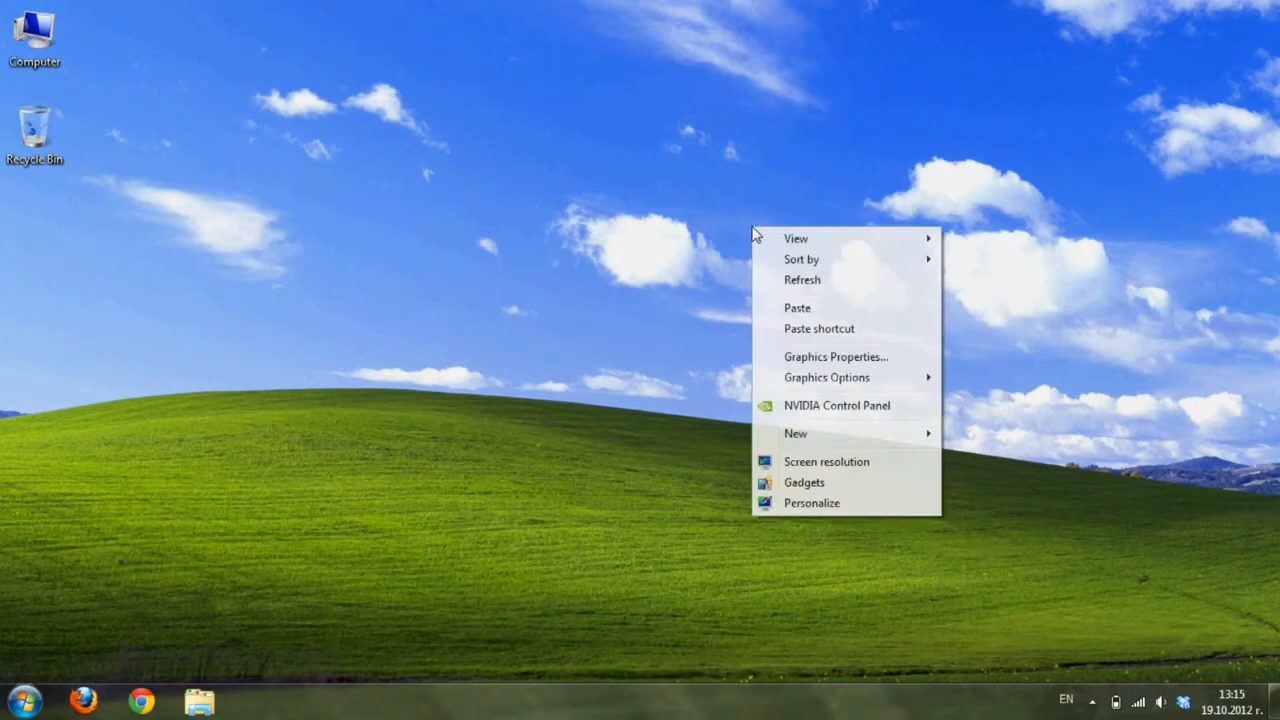 Computer
Recycle Bin
View
Sort by
Refresh
Paste
Paste shortcut
Graphics Properties...
Graphics Options
NVIDIA Control Panel
New
Screen resolution
Gadgets
Personalize
EN
13:15
19.10.2012 г.